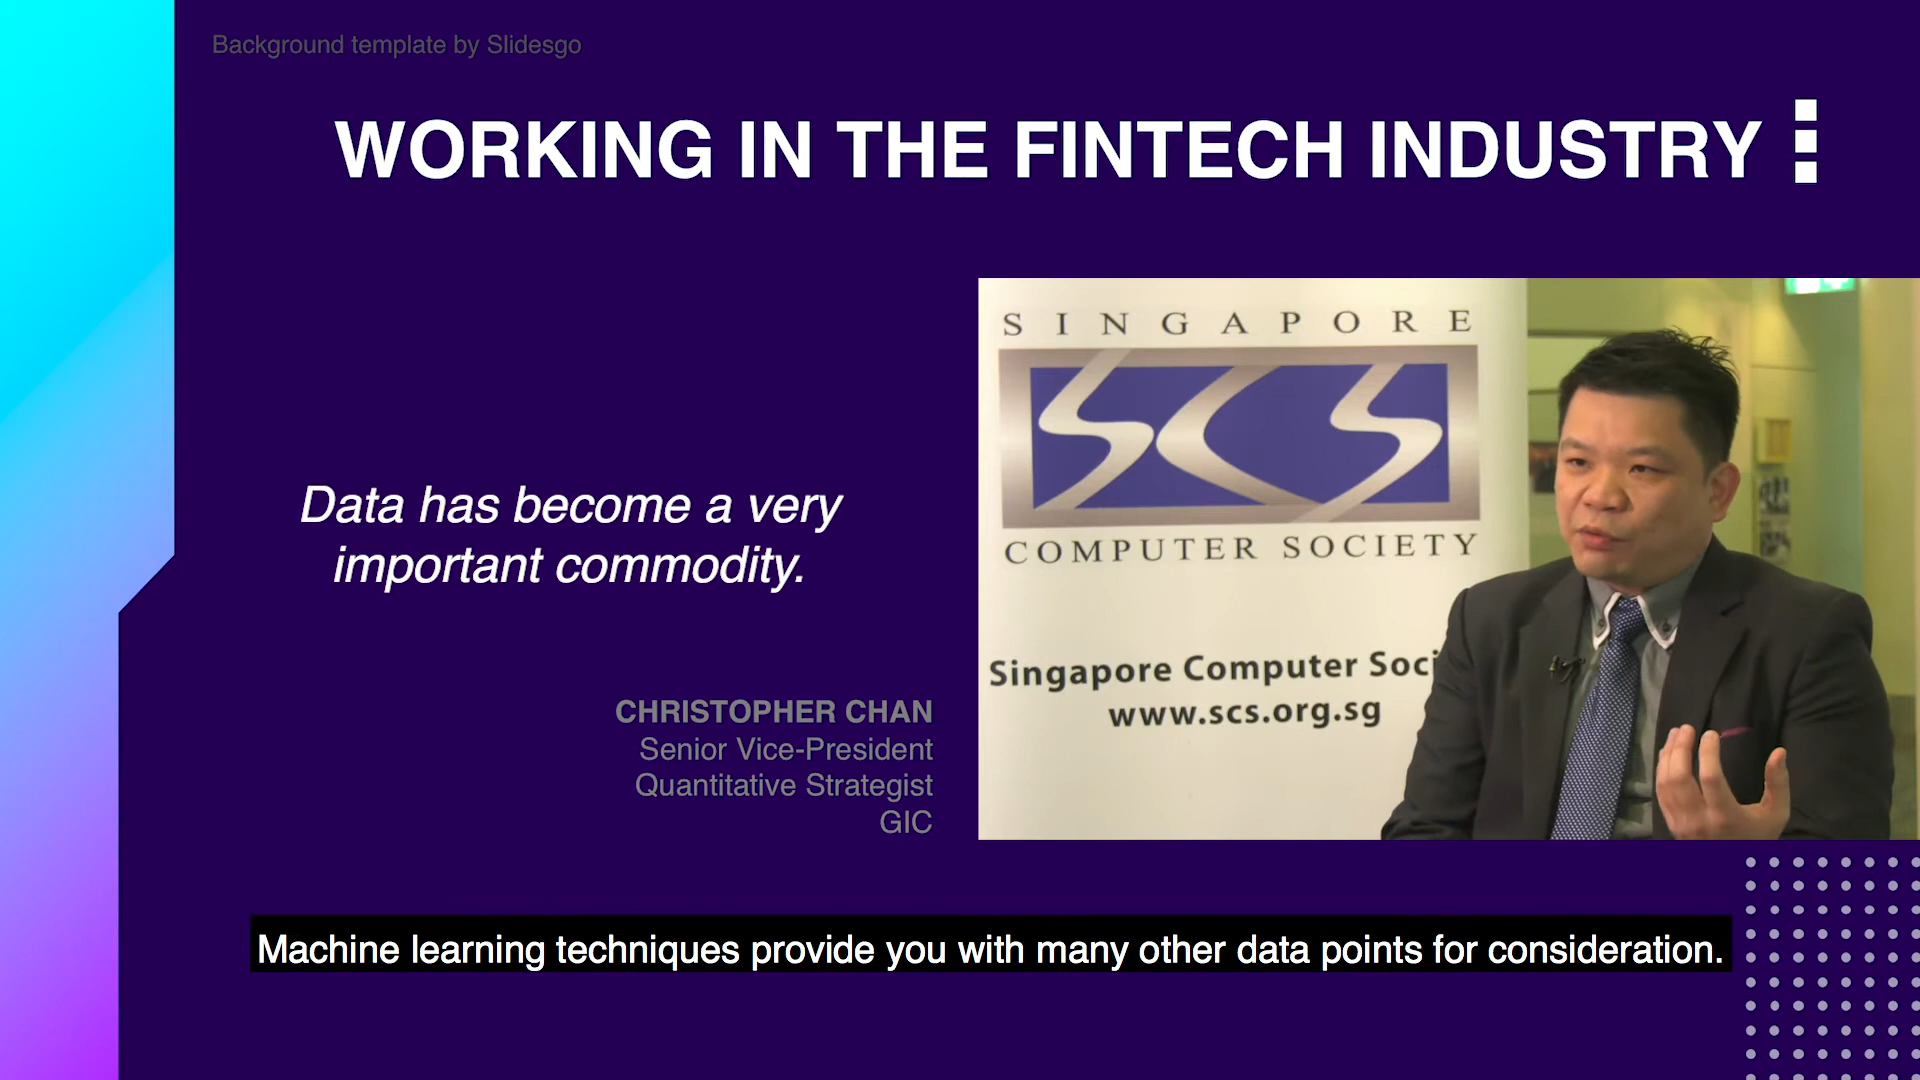 Background template by Slidesgo
WORKING IN THE FINTECH INDUSTRY
Data has become a very
important commodity.
CHRISTOPHER CHAN
Senior Vice-President
Quantitative Strategist
GIC
SINGAPORE
SCS
COMPUTER SOCIETY
Singapore Computer Soci
www.scs.org.sg
Machine learning techniques provide you with many other data points for consideration.